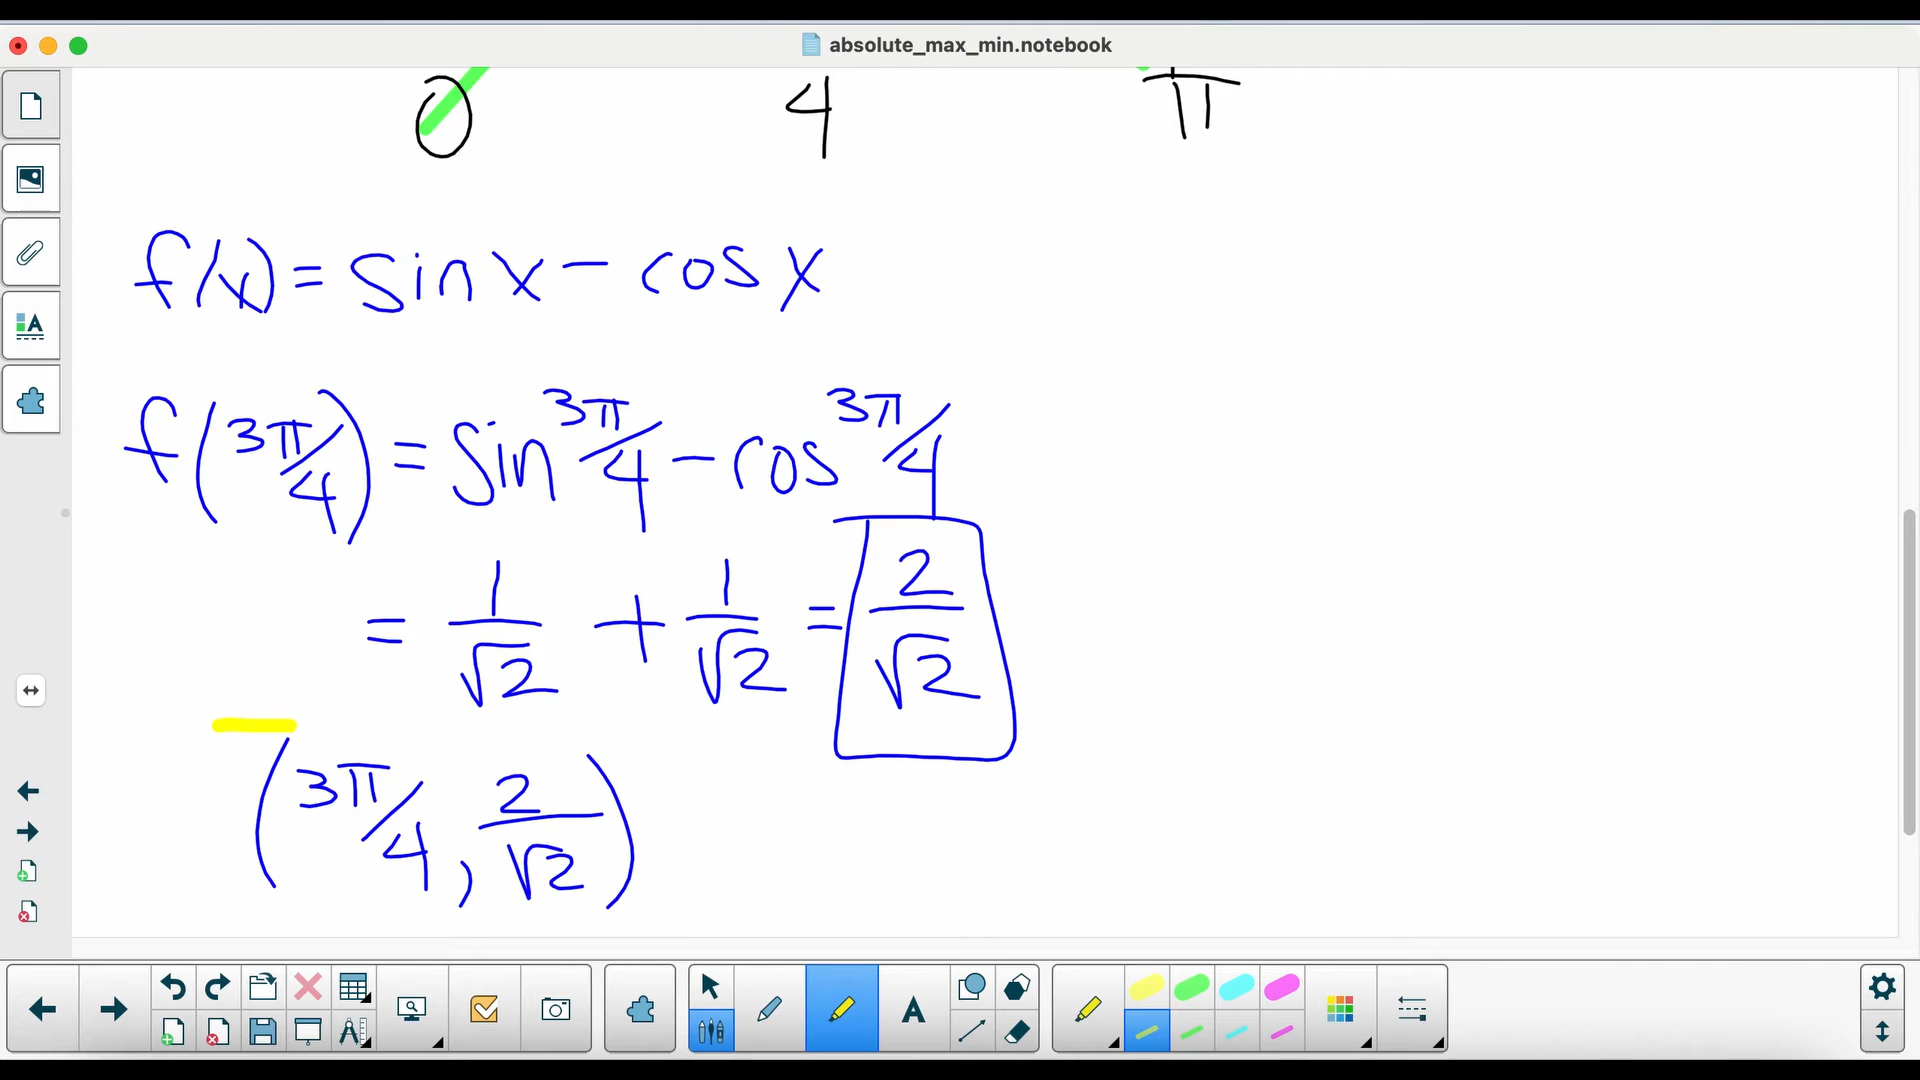 absolute_max_min.notebook
0 4 π
f(x) = sin x - cos x
f(3π/4) = sin 3π/4 - cos 3π/4
= 1/√2 + 1/√2 = 2/√2
(3π/4, 2/√2)